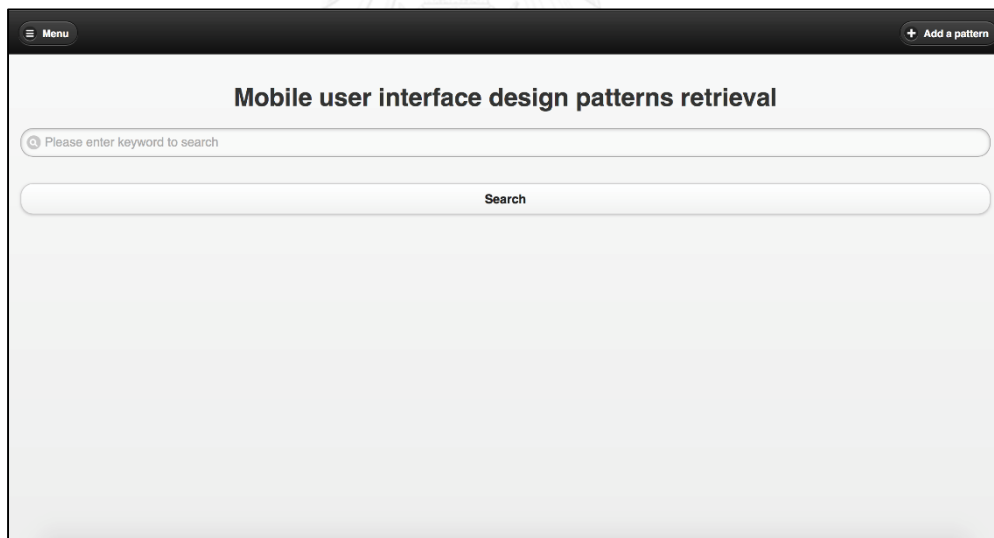 Menu
Add a pattern
Mobile user interface design patterns retrieval
Please enter keyword to search
Search